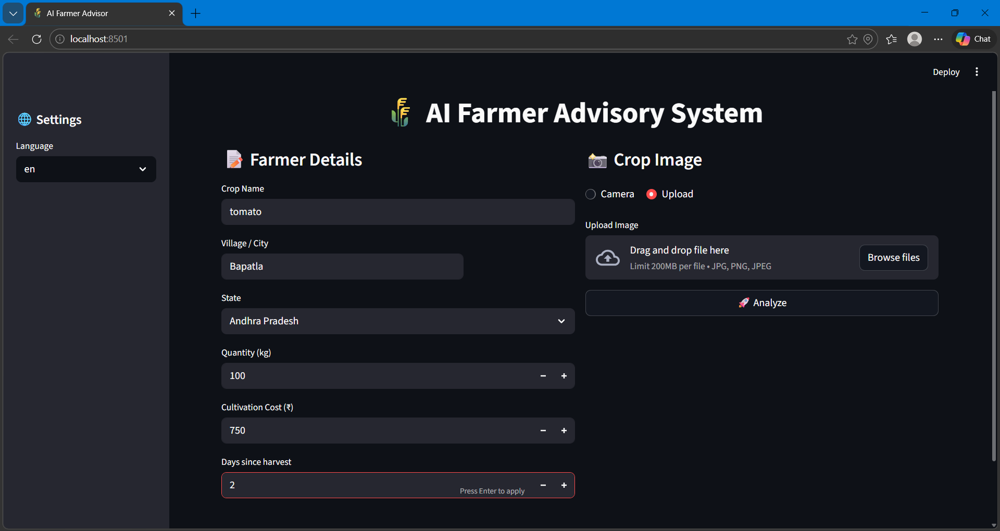 AI Farmer Advisor
localhost:8501
Chat
Deploy
Settings
Language
en
AI Farmer Advisory System
Farmer Details
Crop Name
tomato
Village / City
Bapatla
State
Andhra Pradesh
Quantity (kg)
100
Cultivation Cost (₹)
750
Days since harvest
2
Press Enter to apply
Crop Image
Camera
Upload
Upload Image
Drag and drop file here
Limit 200MB per file • JPG, PNG, JPEG
Browse files
Analyze